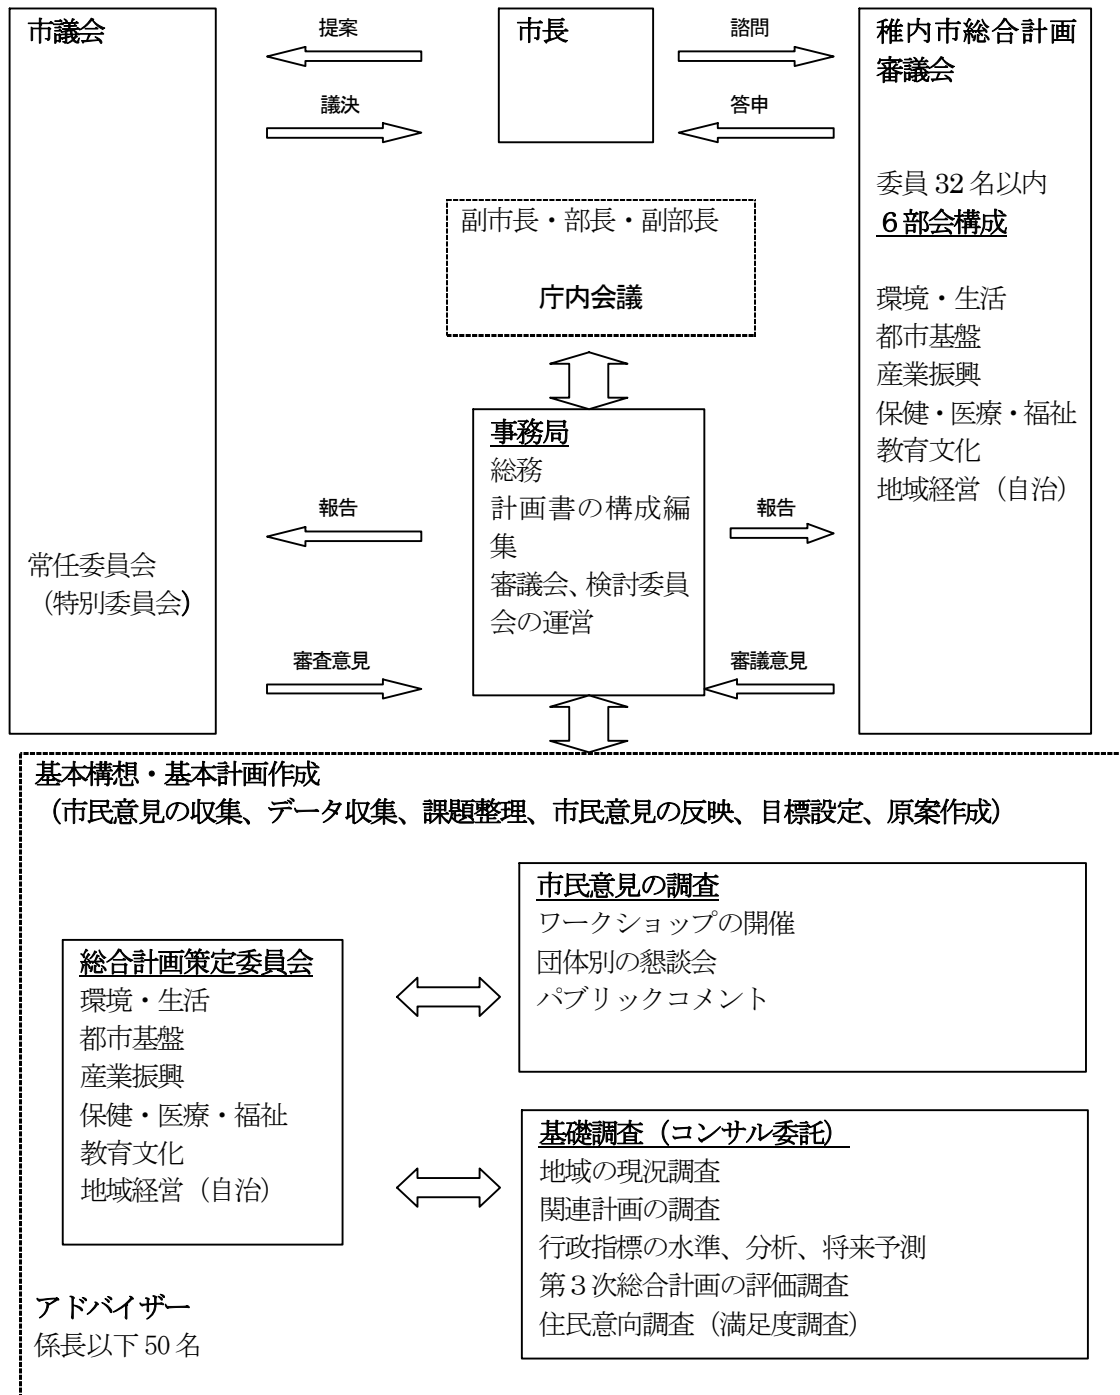 市議会
常任委員会
（特別委員会）
提案
議決
市長
諮問
答申
稚内市総合計画
審議会
委員 32 名以内
６部会構成
環境・生活
都市基盤
産業振興
保健・医療・福祉
教育文化
地域経営（自治）
副市長・部長・副部長
庁内会議
事務局
総務
計画書の構成編
集
審議会、検討委員
会の運営
報告
報告
審査意見
審議意見
基本構想・基本計画作成
（市民意見の収集、データ収集、課題整理、市民意見の反映、目標設定、原案作成）
総合計画策定委員会
環境・生活
都市基盤
産業振興
保健・医療・福祉
教育文化
地域経営（自治）
市民意見の調査
ワークショップの開催
団体別の懇談会
パブリックコメント
基礎調査（コンサル委託）
地域の現況調査
関連計画の調査
行政指標の水準、分析、将来予測
第３次総合計画の評価調査
住民意向調査（満足度調査）
アドバイザー
係長以下 50 名